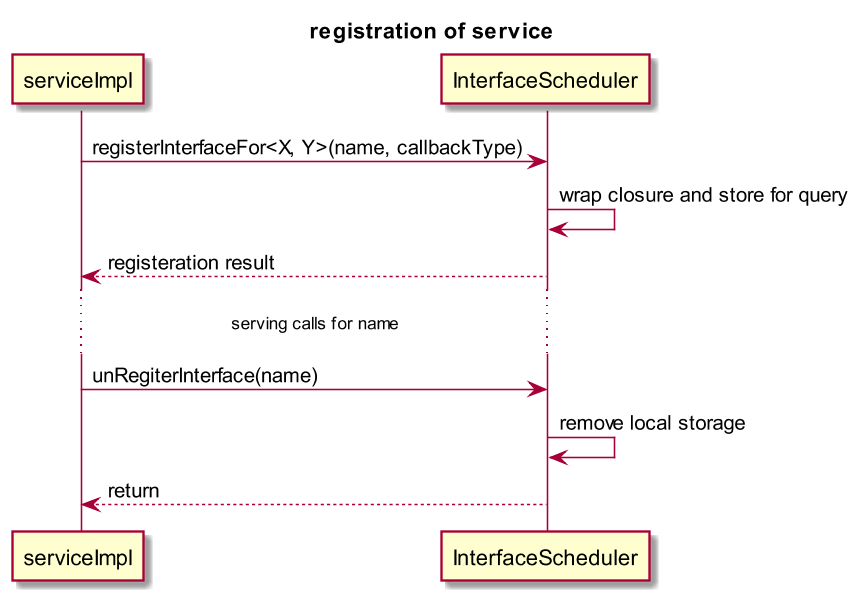 registration of service
serviceImpl
InterfaceScheduler
registerInterfaceFor<X, Y>(name, callbackType)
wrap closure and store for query
registeration result
serving calls for name
unRegiterInterface(name)
remove local storage
return
serviceImpl
InterfaceScheduler